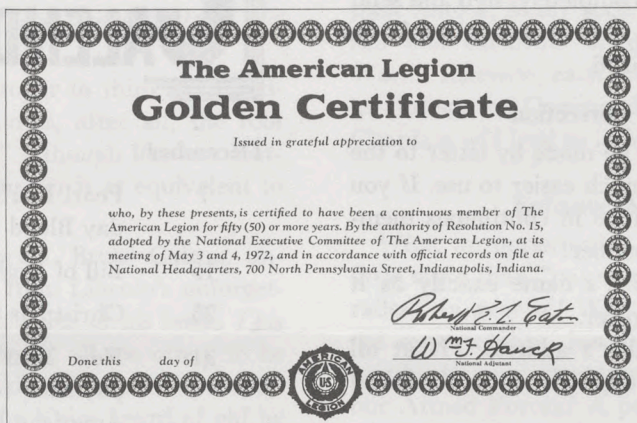 The American Legion
Golden Certificate
Issued in grateful appreciation to
who, by these presents, is certified to have been a continuous member of The
American Legion for fifty (50) or more years. By the authority of Resolution No. 15,
adopted by the National Executive Committee of The American Legion, at its
meeting of May 3 and 4, 1972, and in accordance with official records on file at
National Headquarters, 700 North Pennsylvania Street, Indianapolis, Indiana.
Robert E. L. Eaton
National Commander
Wm. F. Hauck
National Adjutant
Done this day of
AMERICAN
US
LEGION